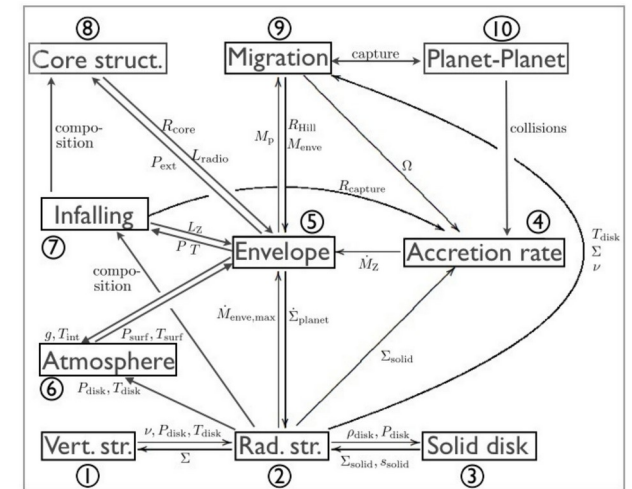 ⑧
⑨
⑩
Core struct.
Migration
capture
Planet-Planet
compo-
sition
R_core
L_radio
P_ext
M_p
R_Hill
M_enve
Ω
collisions
R_capture
Infalling
⑦
L_Z
P T
⑤
Envelope
④
Accretion rate
Ṁ_Z
T_disk
Σ
ν
compo-
sition
g, T_int
P_surf, T_surf
Ṁ_enve,max
Σ̇_planet
Σ_solid
Atmosphere
⑥
P_disk, T_disk
Vert. str.
ν, P_disk, T_disk
Σ
Rad. str.
ρ_disk, P_disk
Σ_solid, s_solid
Solid disk
①
②
③